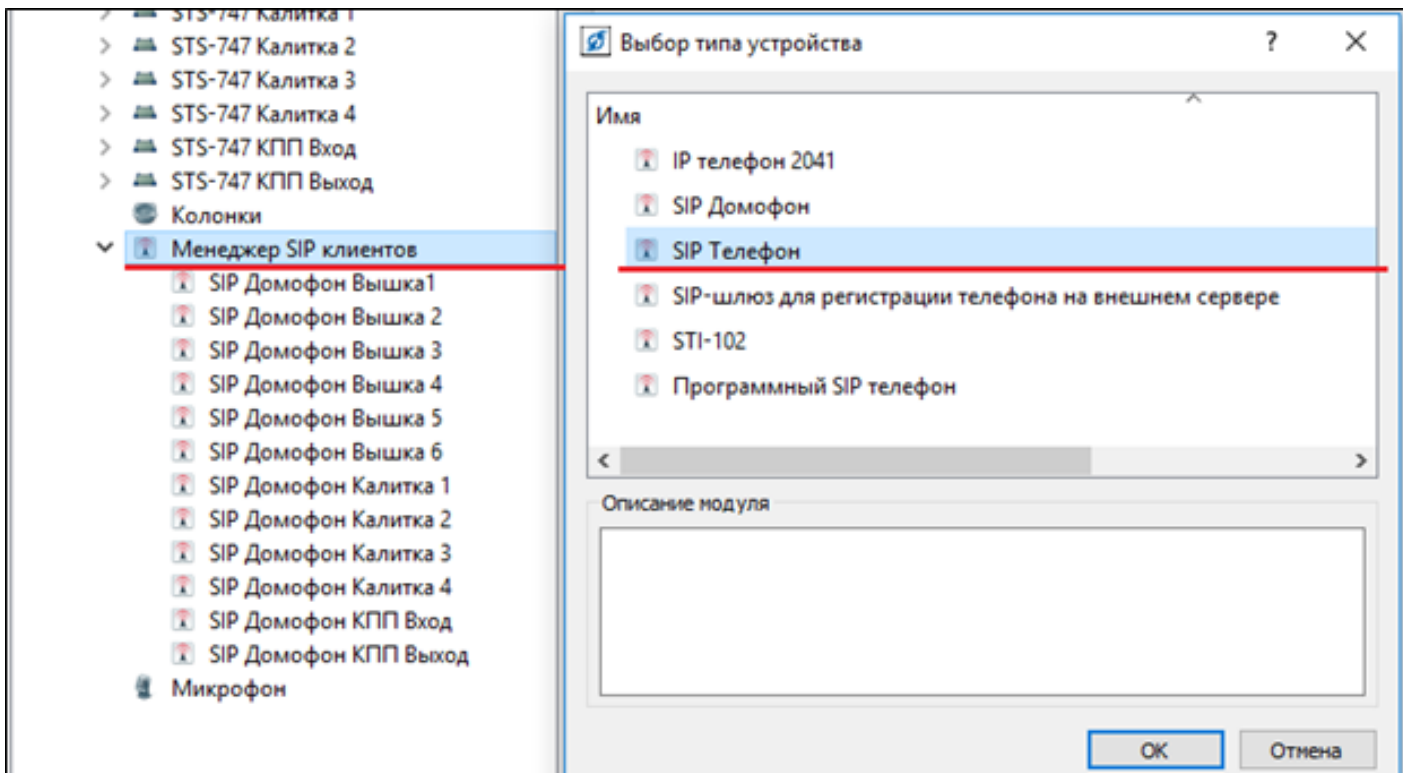 STS-747 Калитка 1
STS-747 Калитка 2
STS-747 Калитка 3
STS-747 Калитка 4
STS-747 КПП Вход
STS-747 КПП Выход
Колонки
Менеджер SIP клиентов
SIP Домофон Вышка1
SIP Домофон Вышка 2
SIP Домофон Вышка 3
SIP Домофон Вышка 4
SIP Домофон Вышка 5
SIP Домофон Вышка 6
SIP Домофон Калитка 1
SIP Домофон Калитка 2
SIP Домофон Калитка 3
SIP Домофон Калитка 4
SIP Домофон КПП Вход
SIP Домофон КПП Выход
Микрофон
Выбор типа устройства
Имя
IP телефон 2041
SIP Домофон
SIP Телефон
SIP-шлюз для регистрации телефона на внешнем сервере
STI-102
Программный SIP телефон
Описание модуля
ОК
Отмена